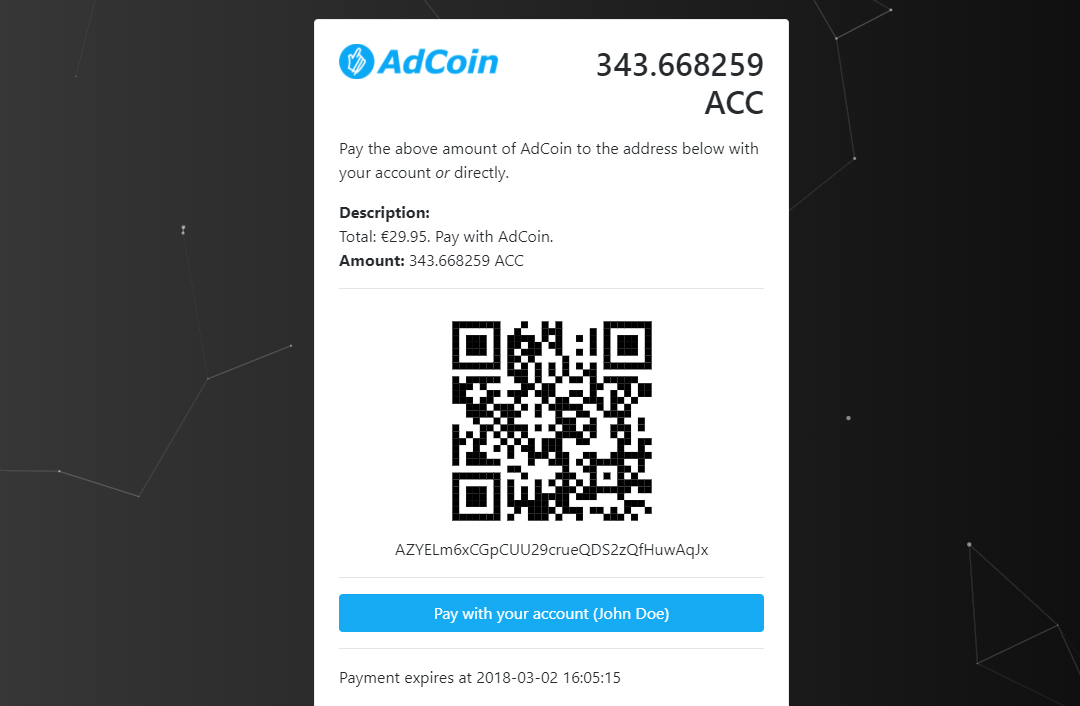 AdCoin
343.668259
ACC
Pay the above amount of AdCoin to the address below with
your account or directly.
Description:
Total: €29.95. Pay with AdCoin.
Amount: 343.668259 ACC
AZYELm6xCGpCUU29crueQDS2zQfHuwAqJx
Pay with your account (John Doe)
Payment expires at 2018-03-02 16:05:15